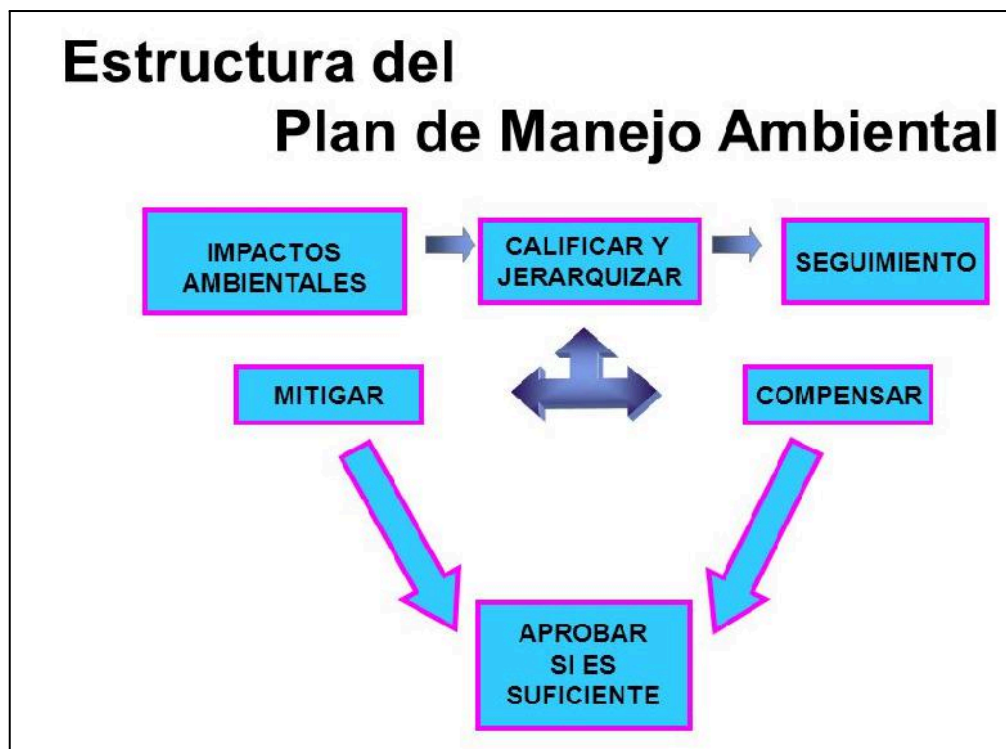 Estructura del
Plan de Manejo Ambiental
IMPACTOS
AMBIENTALES
CALIFICAR Y
JERARQUIZAR
SEGUIMIENTO
MITIGAR
COMPENSAR
APROBAR
SI ES
SUFICIENTE